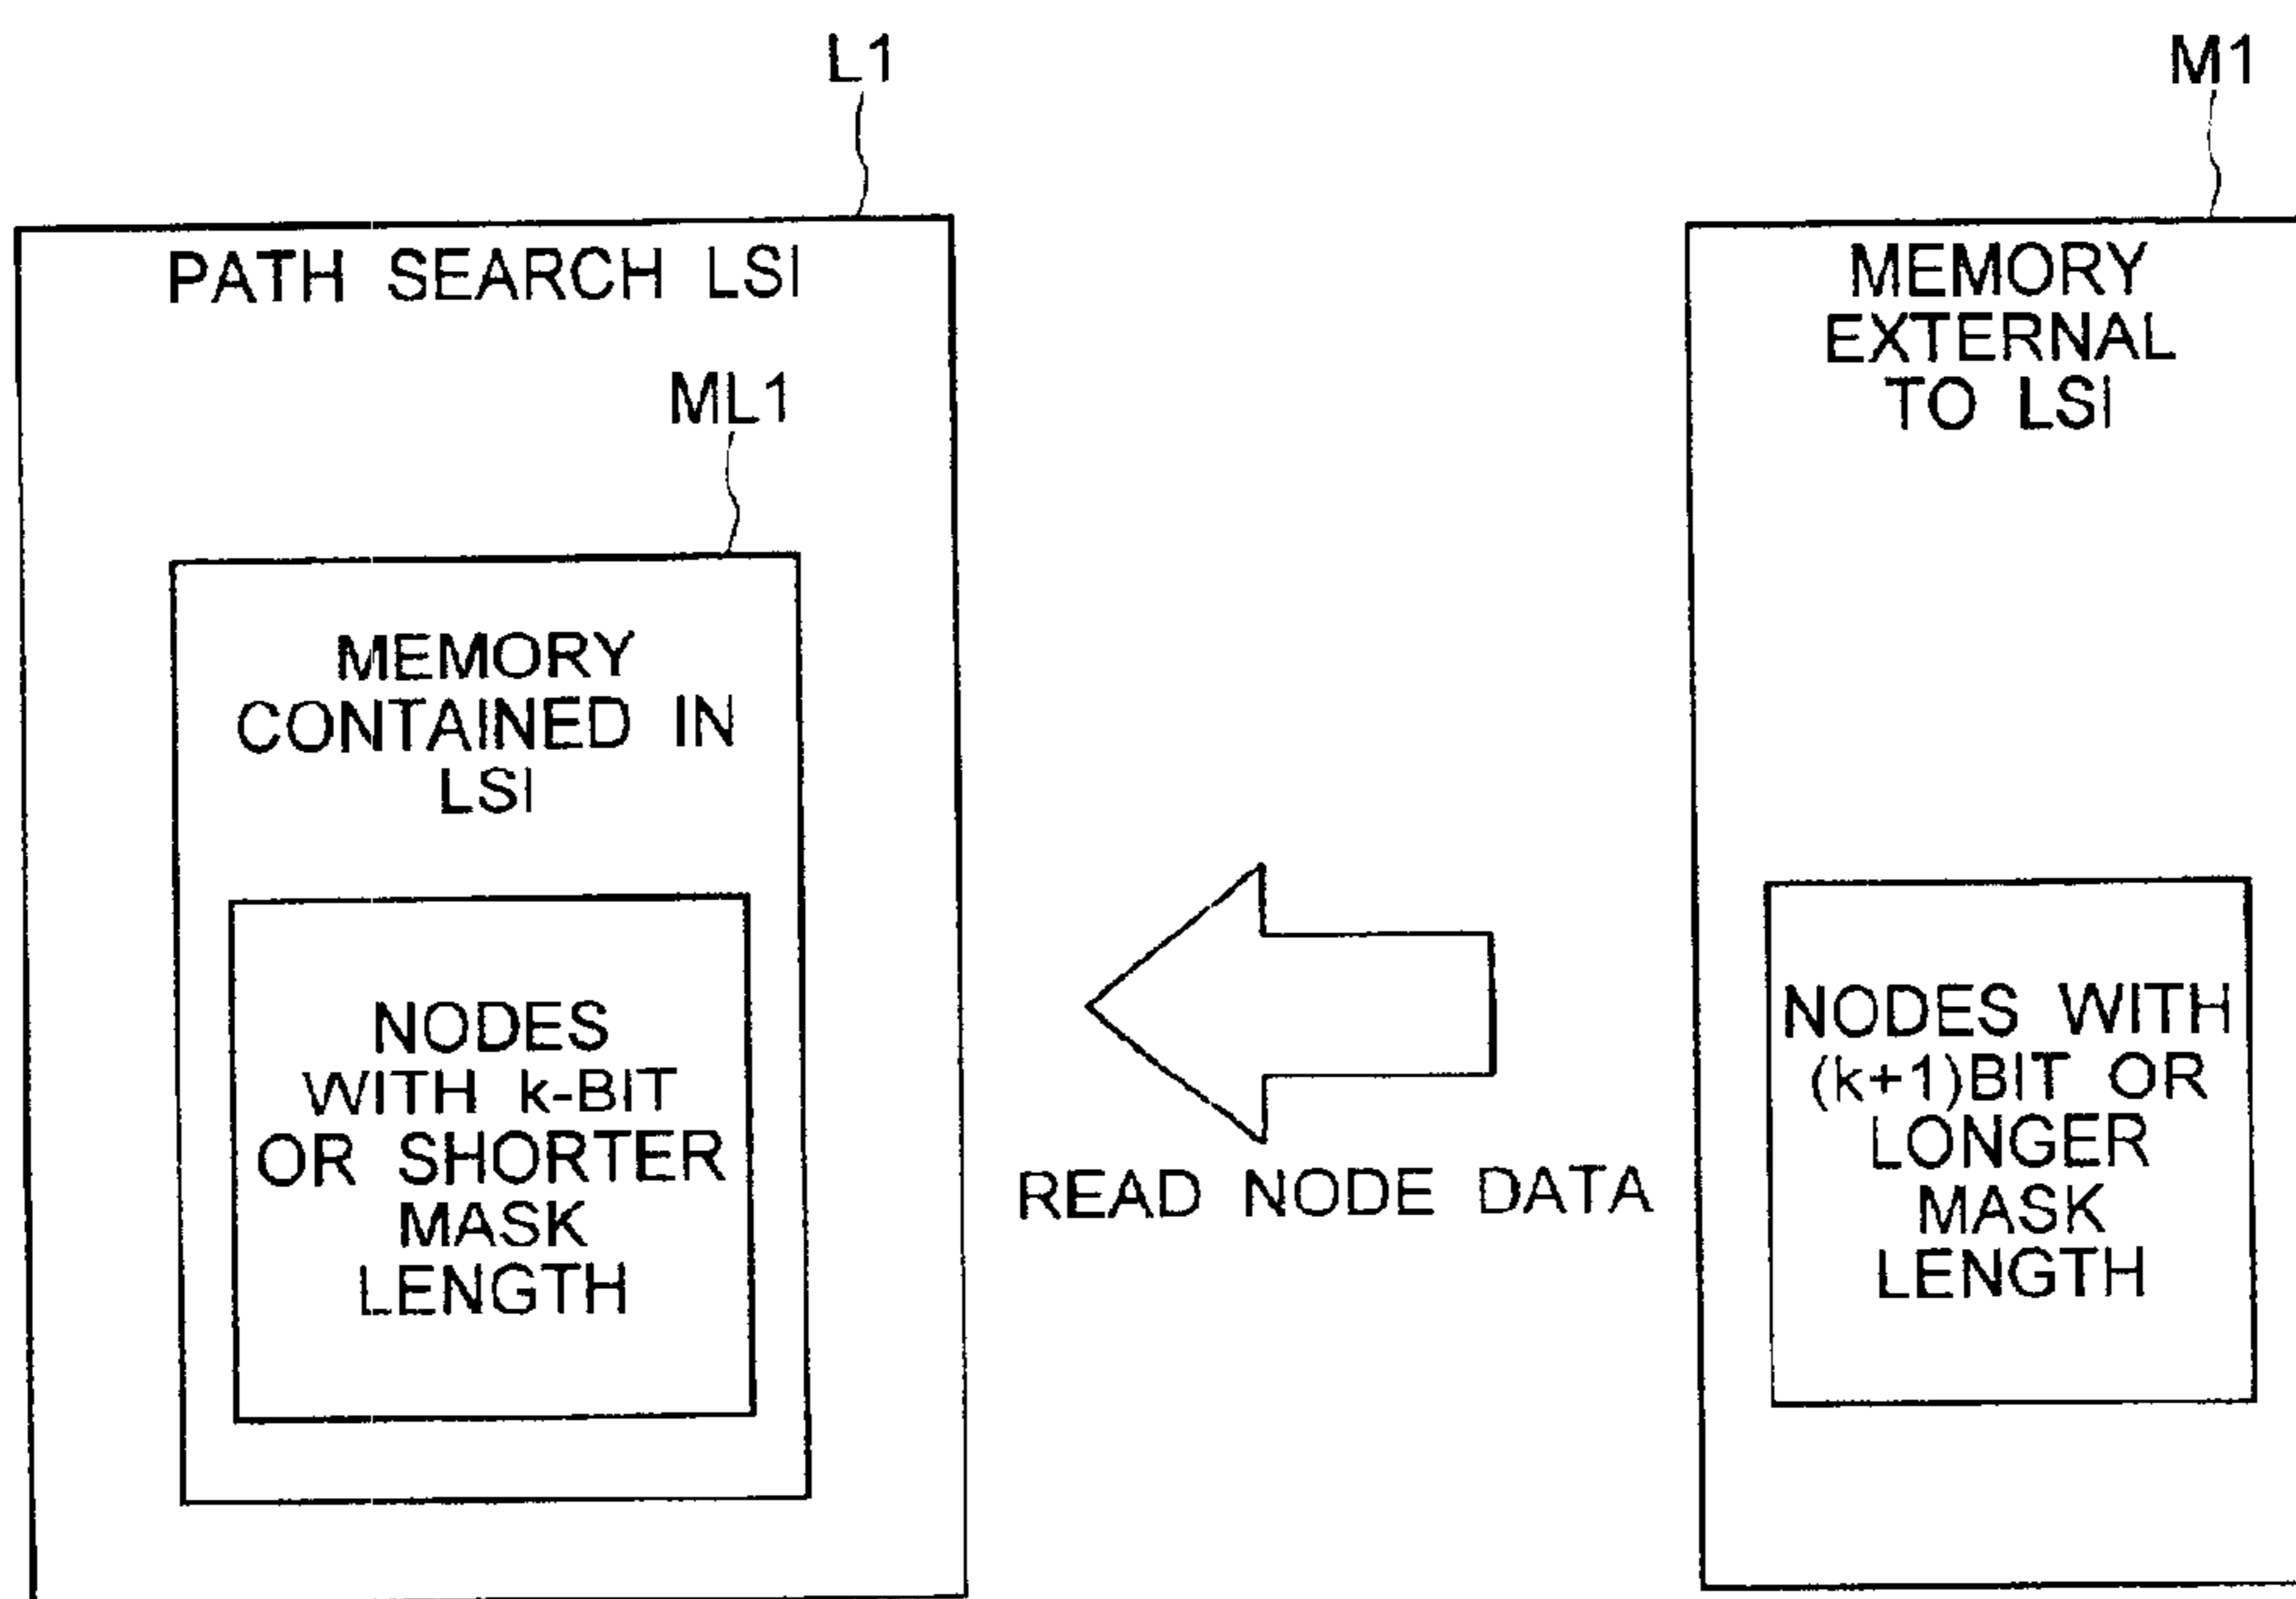 L1
PATH SEARCH LSI
ML1
MEMORY
CONTAINED IN
LSI
NODES
WITH k-BIT
OR SHORTER
MASK
LENGTH
READ NODE DATA
M1
MEMORY
EXTERNAL
TO LSI
NODES WITH
(k+1)BIT OR
LONGER
MASK
LENGTH